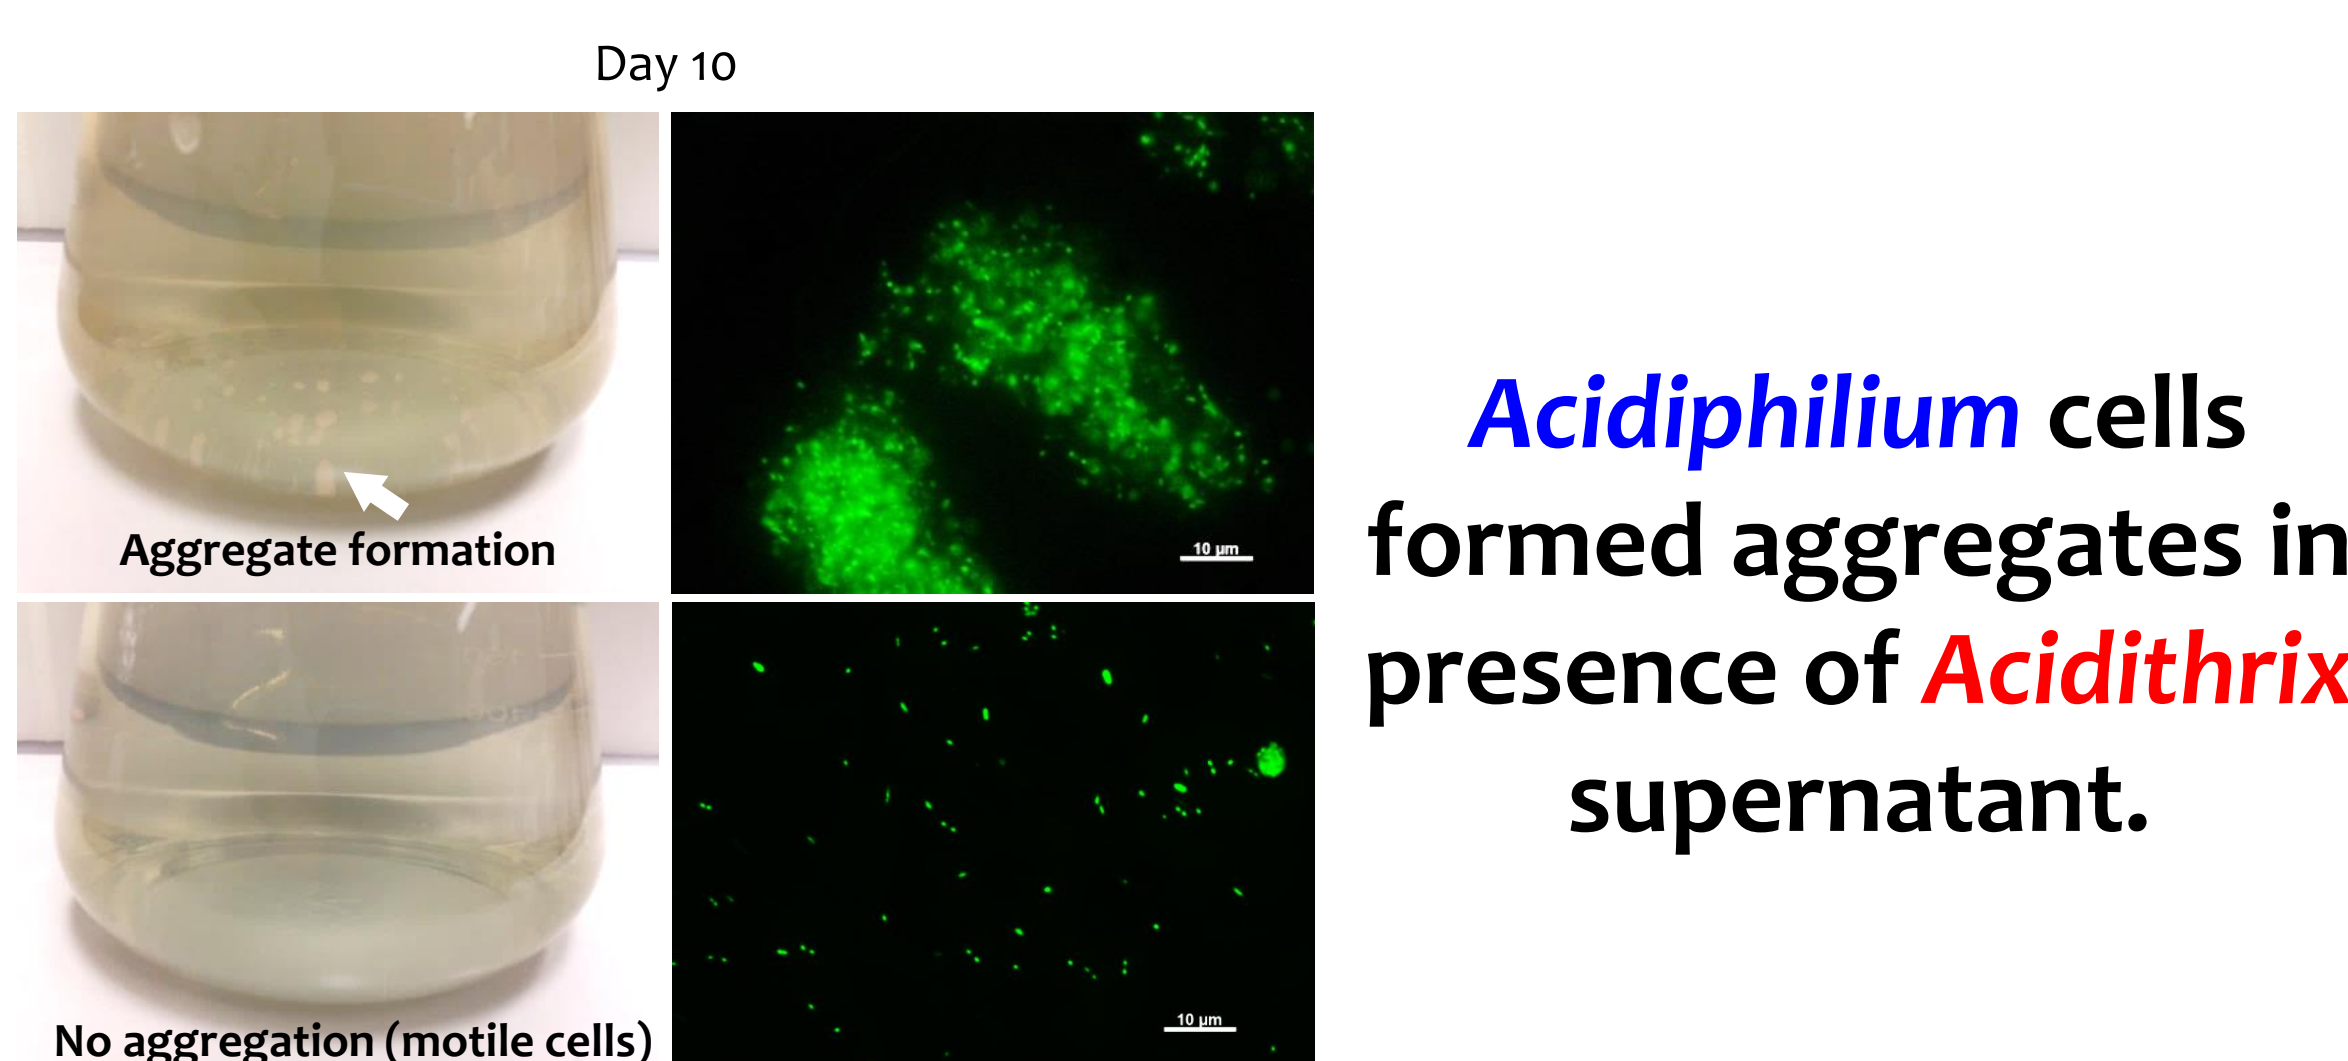 Day 10
Aggregate formation
10 µm
No aggregation (motile cells)
10 µm
Acidiphilium cells
formed aggregates in
presence of Acidithrix
supernatant.